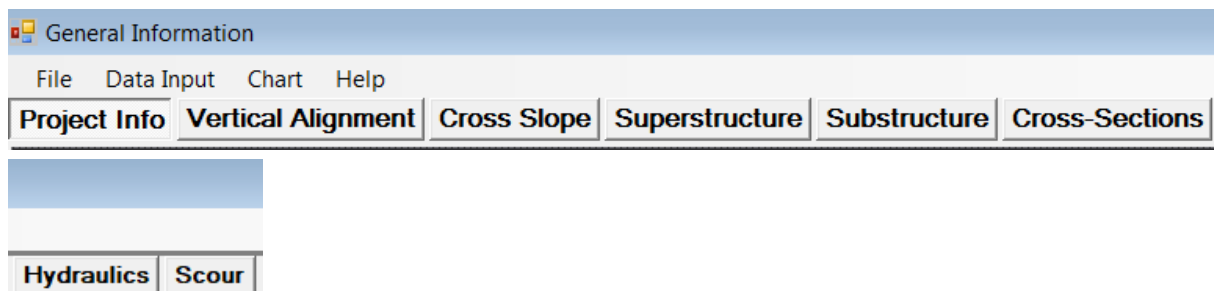 General Information
File Data Input Chart Help
Project Info Vertical Alignment Cross Slope Superstructure Substructure Cross-Sections
Hydraulics Scour